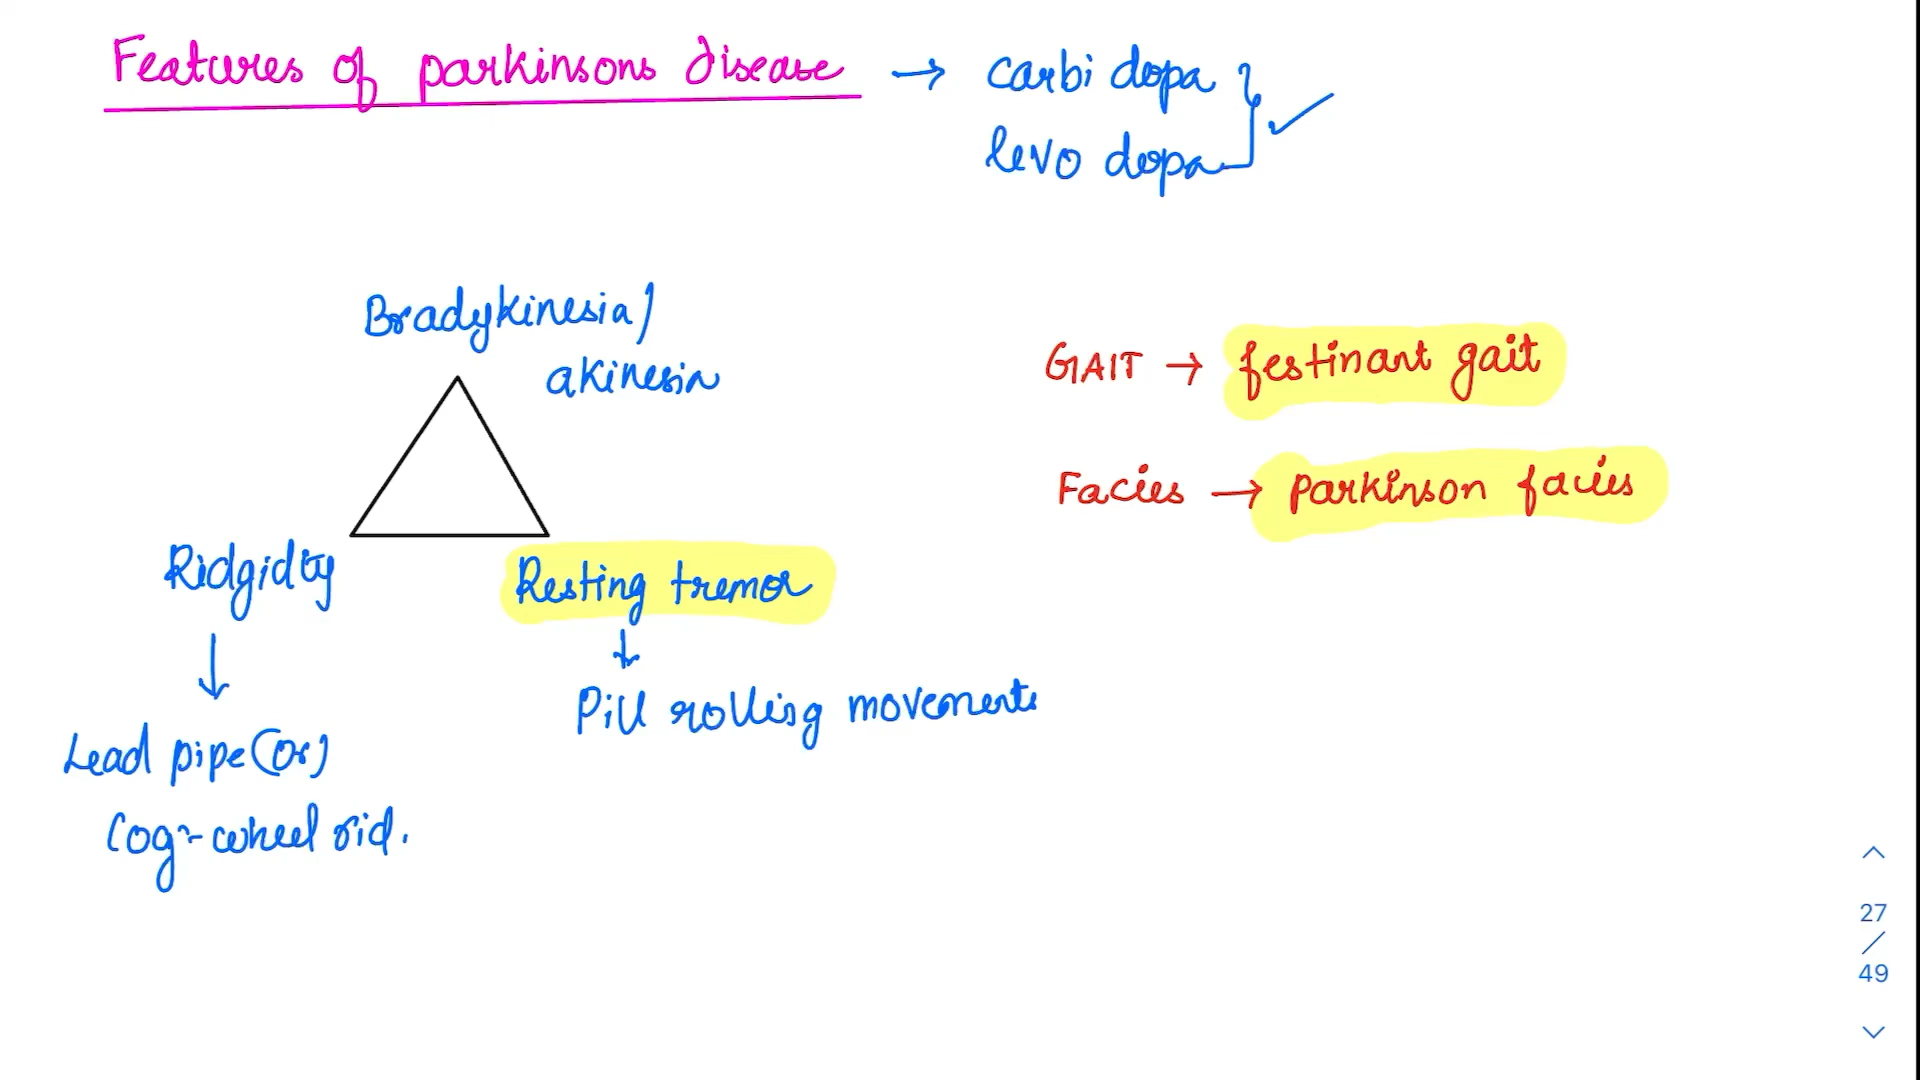 Features of parkinsons disease → carbi dopa
levo dopa
Bradykinesia/
akinesia
GAIT → festinant gait
Facies → parkinson facies
Ridgidity
Resting tremor
Lead pipe (or)
Cog-wheel rid.
Pill rolling movements
27
/
49